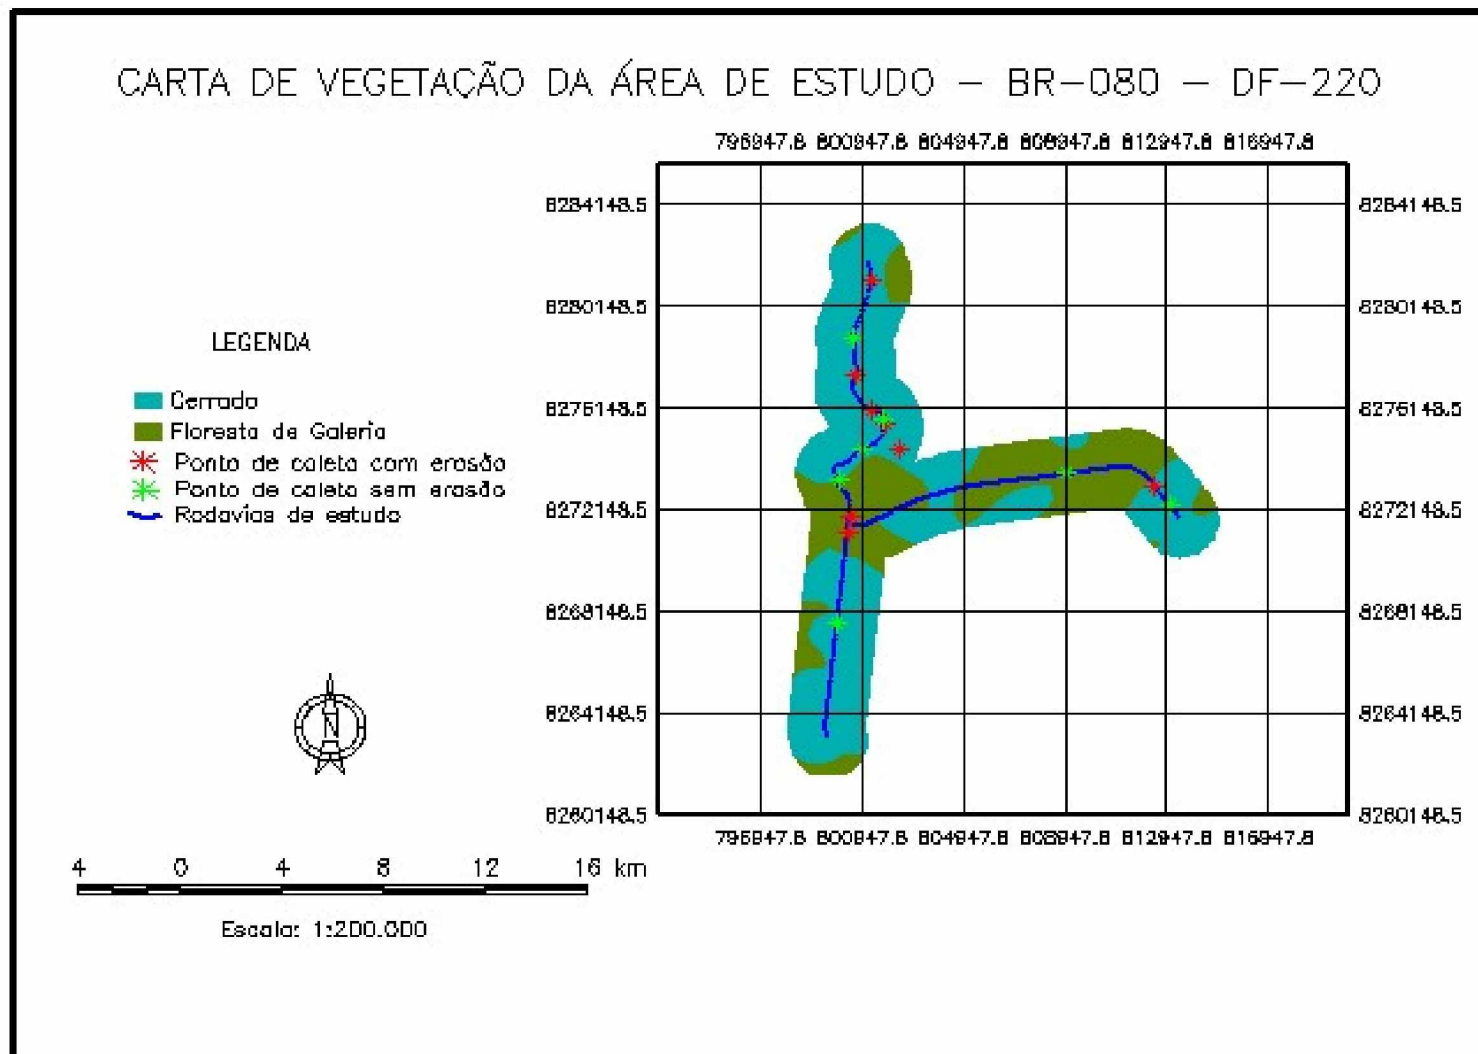 CARTA DE VEGETAÇÃO DA ÁREA DE ESTUDO - BR-080 - DF-220
796947.8 800947.8 804947.8 808947.8 812947.8 816947.8
8284148.5 8284148.5
8280148.5 8280148.5
LEGENDA
Cerrado
8276148.5 8276148.5
Floresta de Galeria
Ponto de coleta com erosão
Ponto de coleta sem erosão
8272148.5 8272148.5
Rodovias de estudo
8268148.5 8268148.5
N
8264148.5 8264148.5
8260148.5 8260148.5
796947.8 800947.8 804947.8 808947.8 812947.8 816947.8
4 0 4 8 12 16 km
Escala: 1:200.000